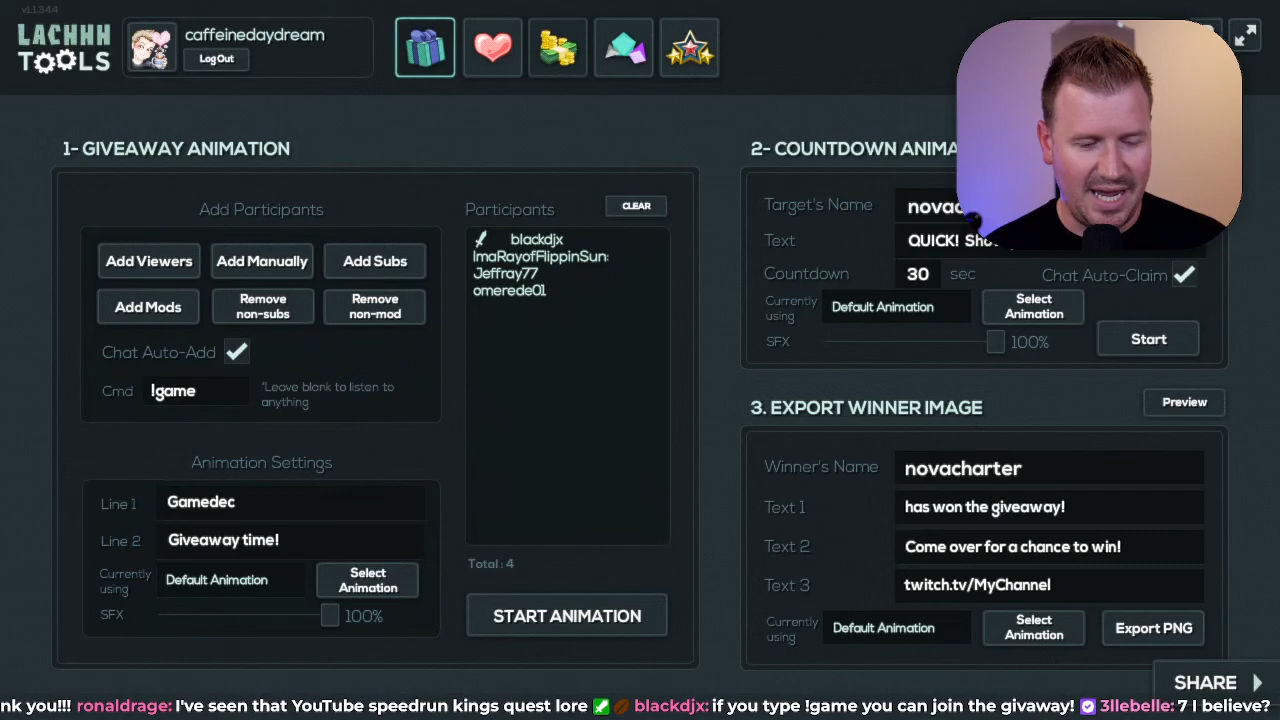 v1.1.344
LACHHH
TOOLS
caffeinedaydream
Log Out
1- GIVEAWAY ANIMATION
Add Participants
Add Viewers
Add Manually
Add Subs
Add Mods
Remove
non-subs
Remove
non-mod
Chat Auto-Add
Cmd
!game
*Leave blank to listen to
anything
Animation Settings
Line 1
Gamedec
Line 2
Giveaway time!
Currently
using
Default Animation
Select
Animation
SFX
100%
Participants
CLEAR
blackdjx
ImaRayofFlippinSun
Jeffray77
omerede01
Total : 4
START ANIMATION
2- COUNTDOWN ANIMA
Target's Name
Text
QUICK!
Countdown
30
sec
Chat Auto-Claim
Currently
using
Default Animation
Select
Animation
SFX
100%
Start
3. EXPORT WINNER IMAGE
Preview
Winner's Name
novacharter
Text 1
has won the giveaway!
Text 2
Come over for a chance to win!
Text 3
twitch.tv/MyChannel
Currently
using
Default Animation
Select
Animation
Export PNG
SHARE
nk you!!! ronaldrage: I've seen that YouTube speedrun kings quest lore blackdjx: if you type !game you can join the givaway! 3llebelle: 7 I believe?